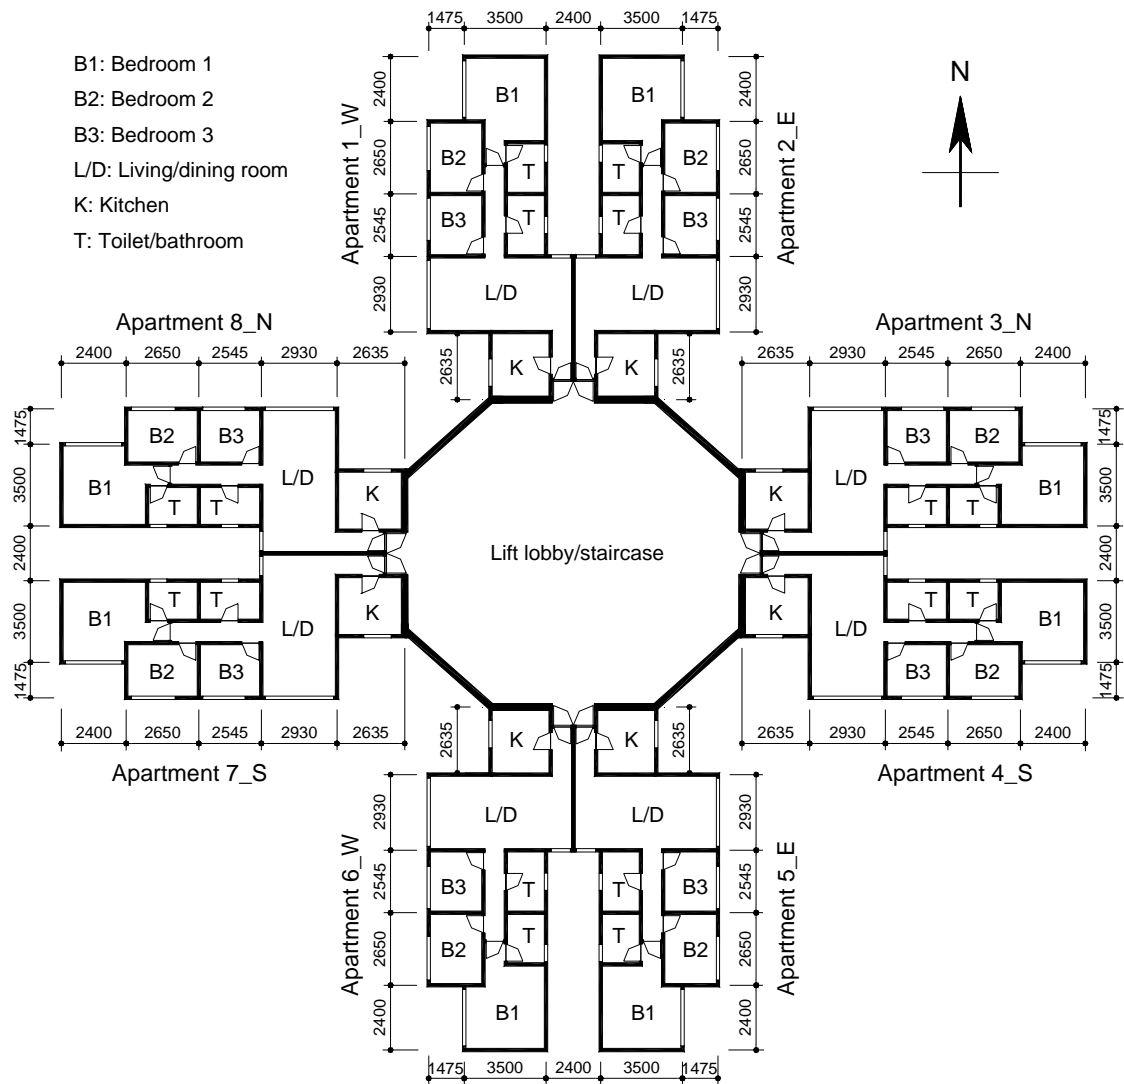 1475 3500 2400 3500 1475
B1: Bedroom 1
B2: Bedroom 2
B3: Bedroom 3
L/D: Living/dining room
K: Kitchen
T: Toilet/bathroom
N
Apartment 1_W
2400
2650
2545
2930
2635
B1 B1
B2 T T B2
B3 T T B3
L/D L/D
K K
2635
2400
2650
2545
2930
Apartment 2_E
Apartment 8_N
2400 2650 2545 2930 2635
1475
3500
2400
3500
1475
B2 B3
B1 L/D
T T K
Apartment 3_N
2635 2930 2545 2650 2400
B3 B2
L/D B1
K T T
1475
3500
2400
3500
1475
Lift lobby/staircase
T T K
B1 L/D
B2 B3
2400 2650 2545 2930 2635
Apartment 7_S
K T T
L/D B1
B3 B2
2635 2930 2545 2650 2400
Apartment 4_S
2635
K K
2635
L/D L/D
B3 T T B3
B2 T T B2
B1 B1
Apartment 6_W
2930
2545
2650
2400
2930
2545
2650
2400
Apartment 5_E
1475 3500 2400 3500 1475